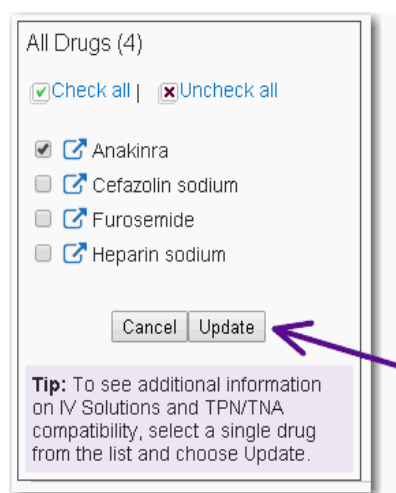 All Drugs (4)
Check all | Uncheck all
Anakinra
Cefazolin sodium
Furosemide
Heparin sodium
Cancel Update
Tip: To see additional information
on IV Solutions and TPN/TNA
compatibility, select a single drug
from the list and choose Update.